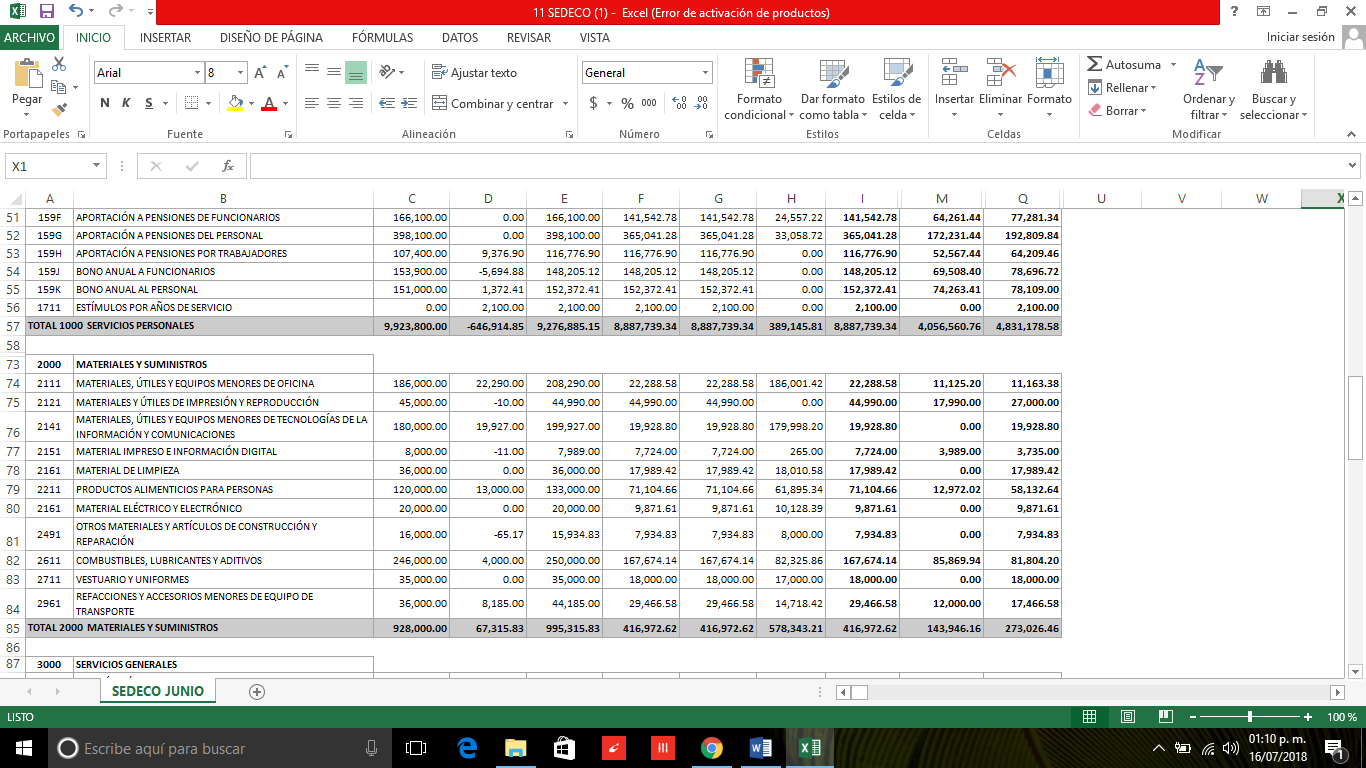 11 SEDECO (1) -  Excel (Error de activación de productos)
?
ARCHIVO INICIO INSERTAR DISEÑO DE PÁGINA FÓRMULAS DATOS REVISAR VISTA Iniciar sesión
Pegar
Arial 8
N K S
Ajustar texto
Combinar y centrar
General
$ % 000
Formato condicional
Dar formato como tabla
Estilos de celda
Insertar Eliminar Formato
Autosuma
Rellenar
Borrar
Ordenar y filtrar
Buscar y seleccionar
Portapapeles Fuente Alineación Número Estilos Celdas Modificar
X1 fx
A B C D E F G H I M Q U V W X
51 159F APORTACIÓN A PENSIONES DE FUNCIONARIOS 166,100.00 0.00 166,100.00 141,542.78 141,542.78 24,557.22 141,542.78 64,261.44 77,281.34
52 159G APORTACIÓN A PENSIONES DEL PERSONAL 398,100.00 0.00 398,100.00 365,041.28 365,041.28 33,058.72 365,041.28 172,231.44 192,809.84
53 159H APORTACIÓN A PENSIONES POR TRABAJADORES 107,400.00 9,376.90 116,776.90 116,776.90 116,776.90 0.00 116,776.90 52,567.44 64,209.46
54 159J BONO ANUAL A FUNCIONARIOS 153,900.00 -5,694.88 148,205.12 148,205.12 148,205.12 0.00 148,205.12 69,508.40 78,696.72
55 159K BONO ANUAL AL PERSONAL 151,000.00 1,372.41 152,372.41 152,372.41 152,372.41 0.00 152,372.41 74,263.41 78,109.00
56 1711 ESTÍMULOS POR AÑOS DE SERVICIO 0.00 2,100.00 2,100.00 2,100.00 2,100.00 0.00 2,100.00 0.00 2,100.00
57 TOTAL 1000 SERVICIOS PERSONALES 9,923,800.00 -646,914.85 9,276,885.15 8,887,739.34 8,887,739.34 389,145.81 8,887,739.34 4,056,560.76 4,831,178.58
58
73 2000 MATERIALES Y SUMINISTROS
74 2111 MATERIALES, ÚTILES Y EQUIPOS MENORES DE OFICINA 186,000.00 22,290.00 208,290.00 22,288.58 22,288.58 186,001.42 22,288.58 11,125.20 11,163.38
75 2121 MATERIALES Y ÚTILES DE IMPRESIÓN Y REPRODUCCIÓN 45,000.00 -10.00 44,990.00 44,990.00 44,990.00 0.00 44,990.00 17,990.00 27,000.00
MATERIALES, ÚTILES Y EQUIPOS MENORES DE TECNOLOGÍAS DE LA
76 2141 INFORMACIÓN Y COMUNICACIONES 180,000.00 19,927.00 199,927.00 19,928.80 19,928.80 179,998.20 19,928.80 0.00 19,928.80
77 2151 MATERIAL IMPRESO E INFORMACIÓN DIGITAL 8,000.00 -11.00 7,989.00 7,724.00 7,724.00 265.00 7,724.00 3,989.00 3,735.00
78 2161 MATERIAL DE LIMPIEZA 36,000.00 0.00 36,000.00 17,989.42 17,989.42 18,010.58 17,989.42 0.00 17,989.42
79 2211 PRODUCTOS ALIMENTICIOS PARA PERSONAS 120,000.00 13,000.00 133,000.00 71,104.66 71,104.66 61,895.34 71,104.66 12,972.02 58,132.64
80 2161 MATERIAL ELÉCTRICO Y ELECTRÓNICO 20,000.00 0.00 20,000.00 9,871.61 9,871.61 10,128.39 9,871.61 0.00 9,871.61
OTROS MATERIALES Y ARTÍCULOS DE CONSTRUCCIÓN Y
81 2491 REPARACIÓN 16,000.00 -65.17 15,934.83 7,934.83 7,934.83 8,000.00 7,934.83 0.00 7,934.83
82 2611 COMBUSTIBLES, LUBRICANTES Y ADITIVOS 246,000.00 4,000.00 250,000.00 167,674.14 167,674.14 82,325.86 167,674.14 85,869.94 81,804.20
83 2711 VESTUARIO Y UNIFORMES 35,000.00 0.00 35,000.00 18,000.00 18,000.00 17,000.00 18,000.00 0.00 18,000.00
REFACCIONES Y ACCESORIOS MENORES DE EQUIPO DE
84 2961 TRANSPORTE 36,000.00 8,185.00 44,185.00 29,466.58 29,466.58 14,718.42 29,466.58 12,000.00 17,466.58
85 TOTAL 2000 MATERIALES Y SUMINISTROS 928,000.00 67,315.83 995,315.83 416,972.62 416,972.62 578,343.21 416,972.62 143,946.16 273,026.46
86
87 3000 SERVICIOS GENERALES
SEDECO JUNIO
LISTO 100 %
Escribe aquí para buscar
01:10 p. m.
16/07/2018
1